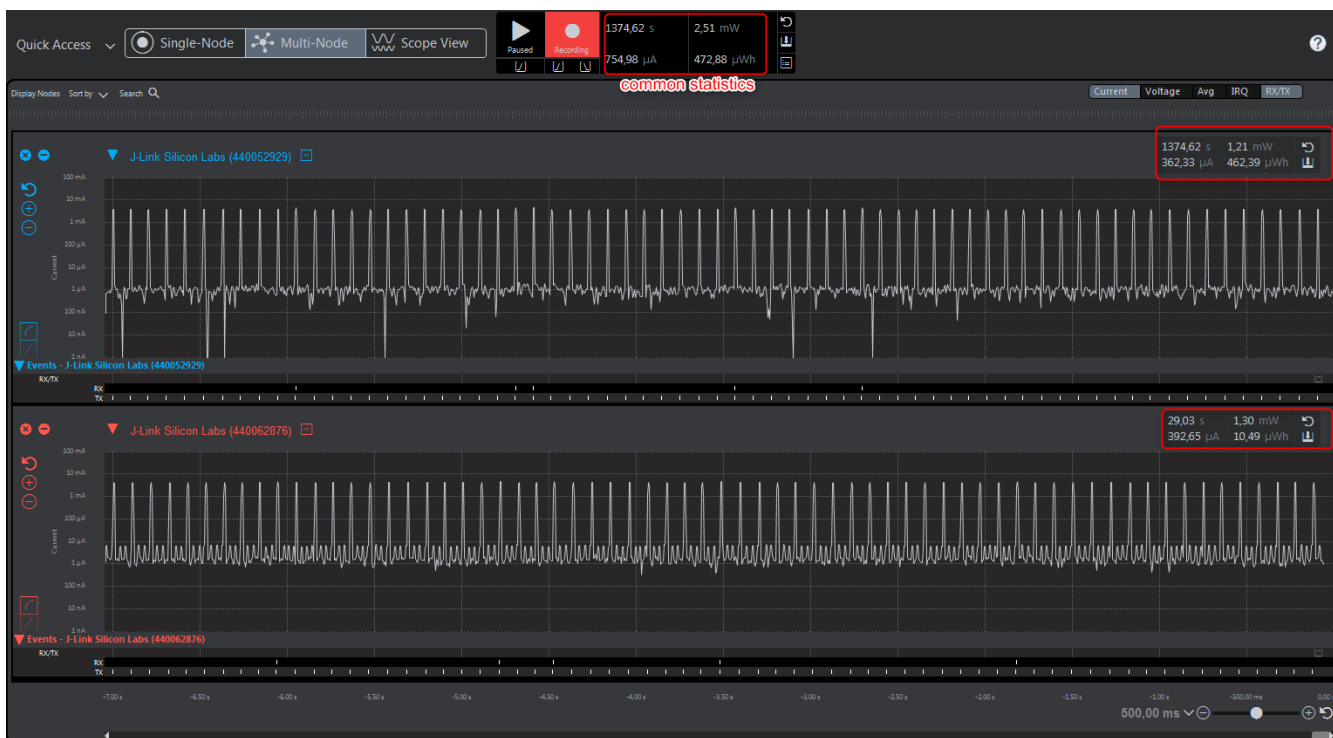 Quick Access Single-Node Multi-Node Scope View
Paused Recording
1374,62 s 2,51 mW
754,98 µA 472,88 µWh
common statistics
Display Nodes Sort by Search
Current Voltage Avg IRQ RX/TX
J-Link Silicon Labs (440052929)
1374,62 s 1,21 mW
362,33 µA 462,39 µWh
100 mA
10 mA
1 mA
100 µA
10 µA
1 µA
100 nA
10 nA
1 nA
Current
Events - J-Link Silicon Labs (440052929)
RX/TX
RX
TX
J-Link Silicon Labs (440062876)
29,03 s 1,30 mW
392,65 µA 10,49 µWh
100 mA
10 mA
1 mA
100 µA
10 µA
1 µA
100 nA
10 nA
1 nA
Current
Events - J-Link Silicon Labs (440062876)
RX/TX
RX
TX
-7,00 s -6,50 s -6,00 s -5,50 s -5,00 s -4,50 s -4,00 s -3,50 s -3,00 s -2,50 s -2,00 s -1,50 s -1,00 s -500,00 ms 0,00
500,00 ms